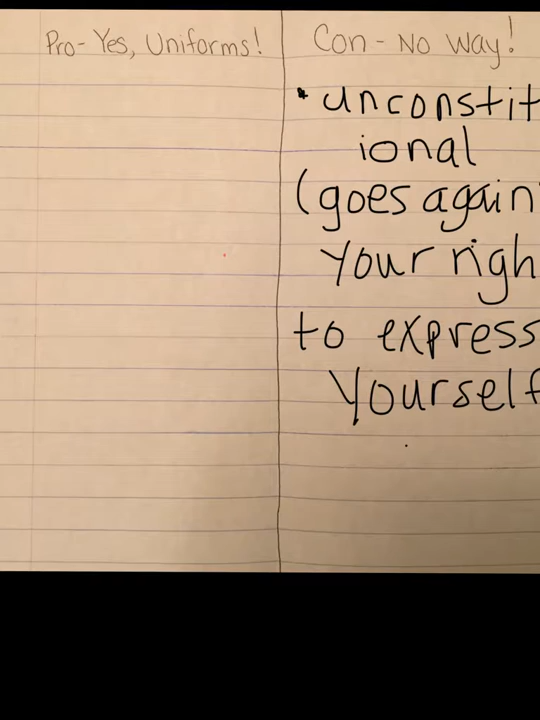 Pro- Yes, Uniforms!
Con - No Way!
• unconstit
ional
(goes again
your righ
to express
yourself